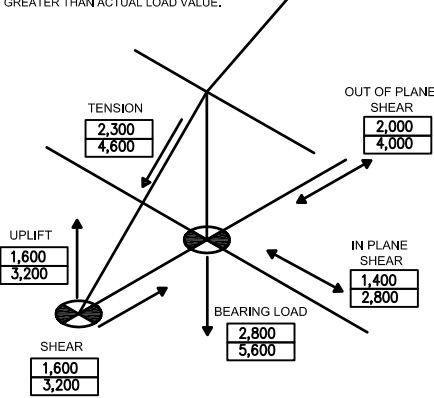 GREATER THAN ACTUAL LOAD VALUE.
TENSION
2,300
4,600
OUT OF PLANE
SHEAR
2,000
4,000
UPLIFT
1,600
3,200
IN PLANE
SHEAR
1,400
2,800
BEARING LOAD
2,800
5,600
SHEAR
1,600
3,200